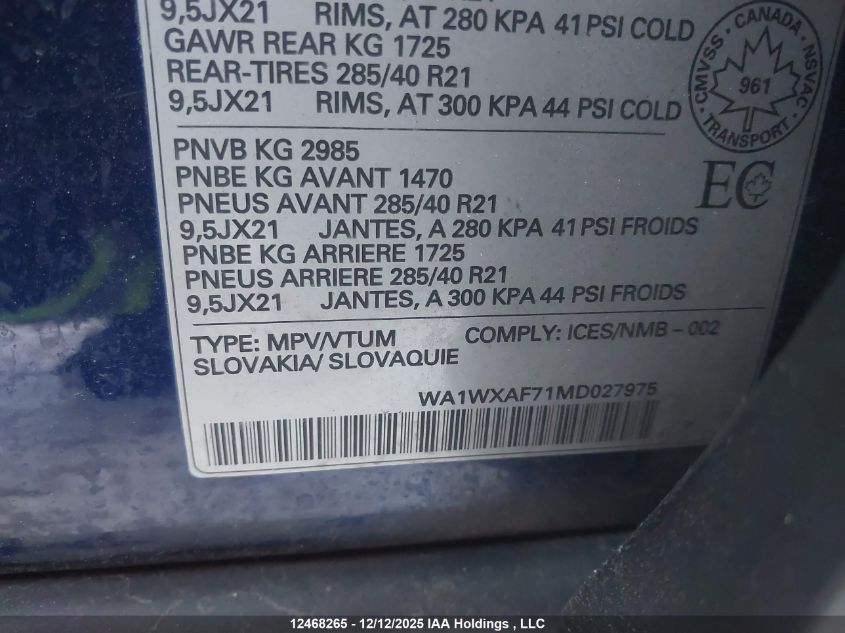 9,5JX21 RIMS, AT 280 KPA 41 PSI COLD
GAWR REAR KG 1725
REAR-TIRES 285/40 R21
9,5JX21 RIMS, AT 300 KPA 44 PSI COLD
CANADA
CMVSS - NSVAC
961
TRANSPORT
PNVB KG 2985
PNBE KG AVANT 1470
PNEUS AVANT 285/40 R21
9,5JX21 JANTES, A 280 KPA 41 PSI FROIDS
PNBE KG ARRIERE 1725
PNEUS ARRIERE 285/40 R21
9,5JX21 JANTES, A 300 KPA 44 PSI FROIDS
EC
TYPE: MPV/VTUM COMPLY: ICES/NMB - 002
SLOVAKIA/ SLOVAQUIE
WA1WXAF71MD027975
12468265 - 12/12/2025 IAA Holdings , LLC